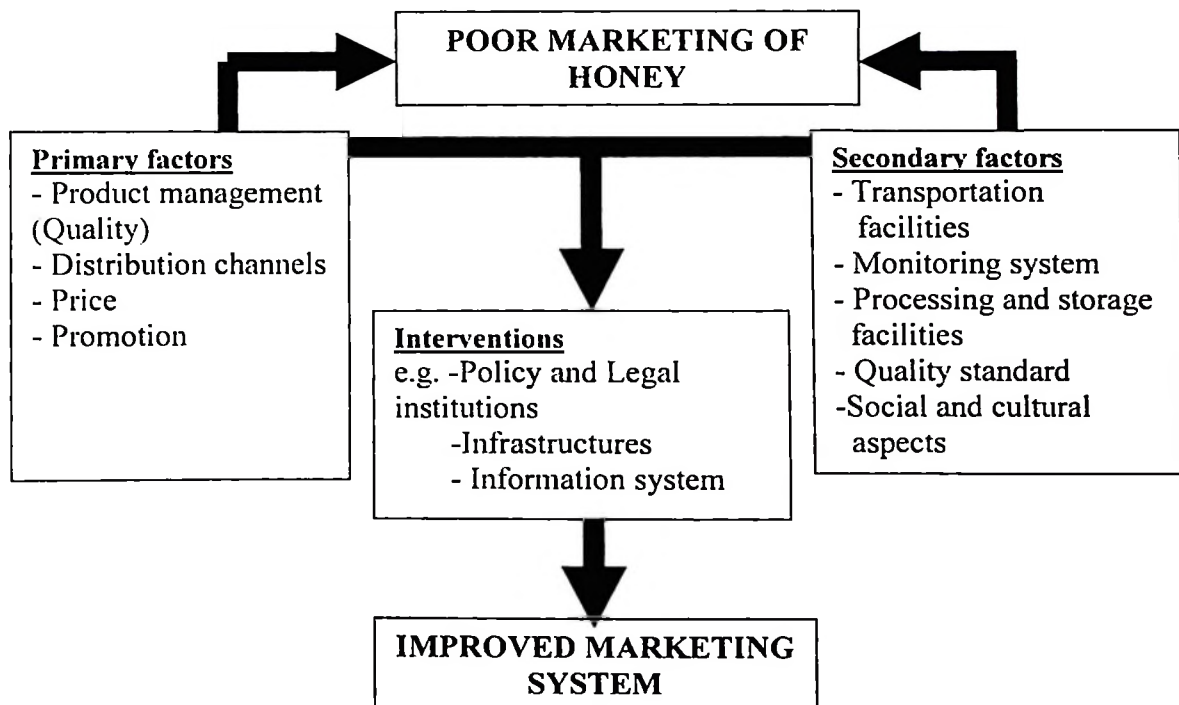 POOR MARKETING OF
HONEY
Primary factors
- Product management
(Quality)
- Distribution channels
- Price
- Promotion
Secondary factors
- Transportation
facilities
- Monitoring system
- Processing and storage
facilities
- Quality standard
-Social and cultural
aspects
Interventions
e.g. -Policy and Legal
institutions
-Infrastructures
- Information system
IMPROVED MARKETING
SYSTEM